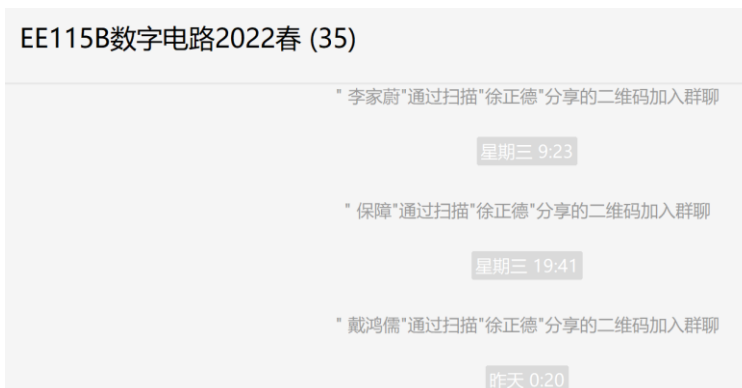 EE115B数字电路2022春 (35)
" 李家蔚"通过扫描"徐正德"分享的二维码加入群聊
星期三 9:23
" 保障"通过扫描"徐正德"分享的二维码加入群聊
星期三 19:41
" 戴鸿儒"通过扫描"徐正德"分享的二维码加入群聊
昨天 0:20